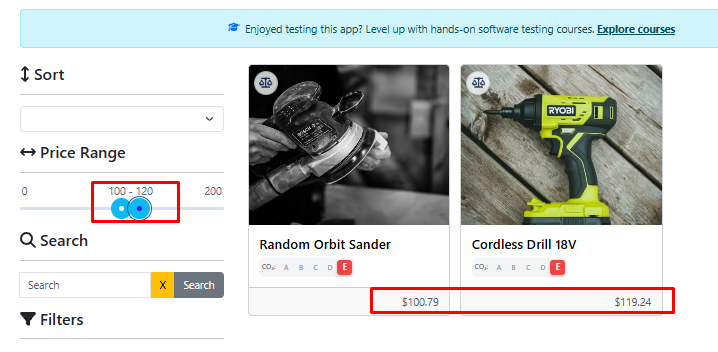 Enjoyed testing this app? Level up with hands-on software testing courses. Explore courses
Sort
Price Range
0 100 - 120 200
Search
Search X Search
Filters
RYOBI
Random Orbit Sander
CO₂: A B C D E
$100.79
Cordless Drill 18V
CO₂: A B C D E
$119.24